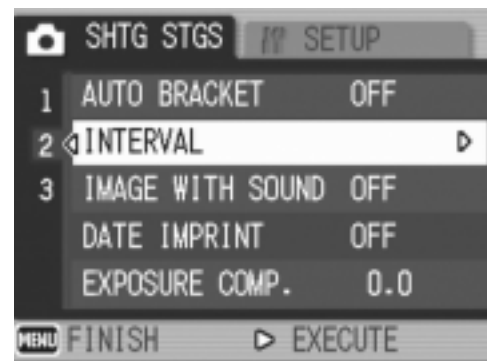 SHTG STGS SETUP
1 AUTO BRACKET OFF
2 INTERVAL
3 IMAGE WITH SOUND OFF
DATE IMPRINT OFF
EXPOSURE COMP. 0.0
MENU FINISH EXECUTE